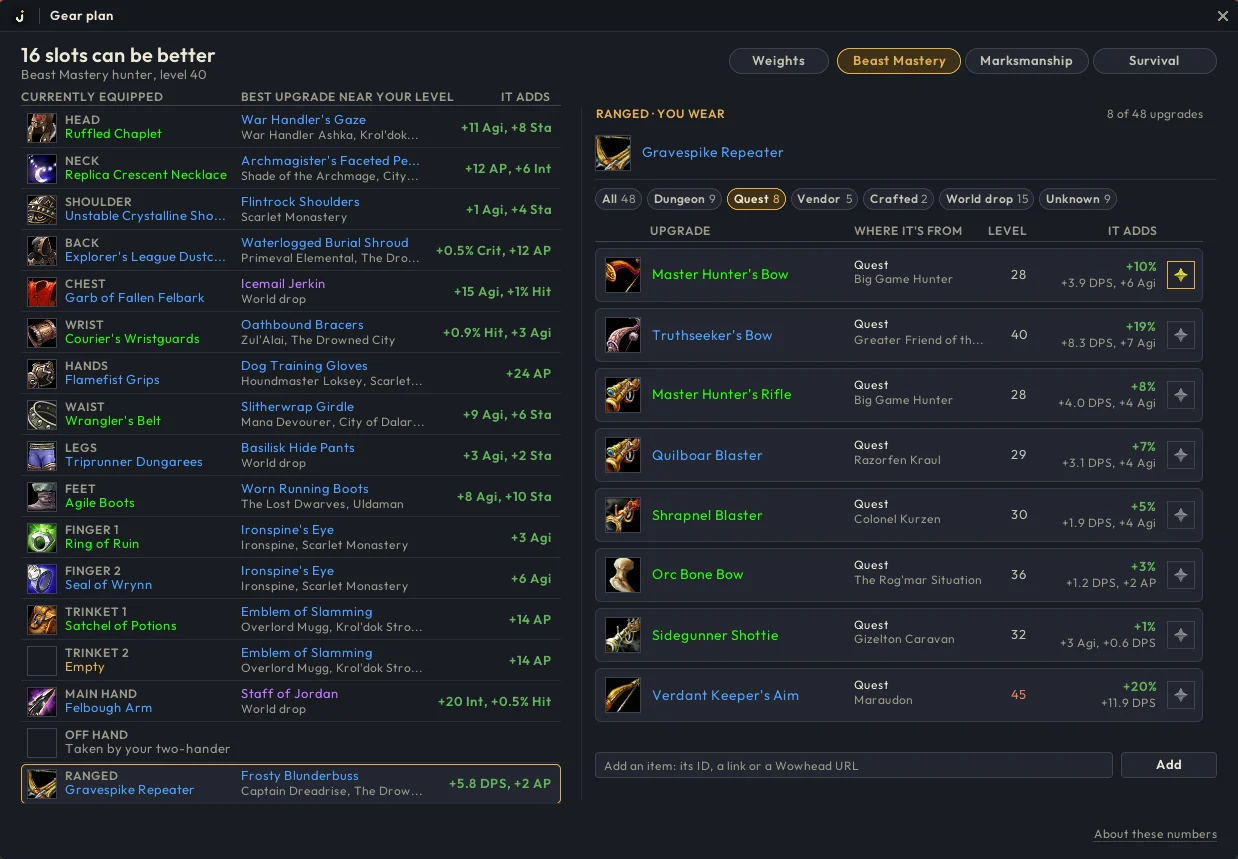 Gear plan
16 slots can be better
Beast Mastery hunter, level 40
Weights
Beast Mastery
Marksmanship
Survival
CURRENTLY EQUIPPED BEST UPGRADE NEAR YOUR LEVEL IT ADDS
HEAD
Ruffled Chaplet
War Handler's Gaze
War Handler Ashka, Krol'dok...
+11 Agi, +8 Sta
NECK
Replica Crescent Necklace
Archmagister's Faceted Pe...
Shade of the Archmage, City...
+12 AP, +6 Int
SHOULDER
Unstable Crystalline Sho...
Flintrock Shoulders
Scarlet Monastery
+1 Agi, +4 Sta
BACK
Explorer's League Dustc...
Waterlogged Burial Shroud
Primeval Elemental, The Dro...
+0.5% Crit, +12 AP
CHEST
Garb of Fallen Felbark
Icemail Jerkin
World drop
+15 Agi, +1% Hit
WRIST
Courier's Wristguards
Oathbound Bracers
Zul'Alai, The Drowned City
+0.9% Hit, +3 Agi
HANDS
Flamefist Grips
Dog Training Gloves
Houndmaster Loksey, Scarlet...
+24 AP
WAIST
Wrangler's Belt
Slitherwrap Girdle
Mana Devourer, City of Dalar...
+9 Agi, +6 Sta
LEGS
Triprunner Dungarees
Basilisk Hide Pants
World drop
+3 Agi, +2 Sta
FEET
Agile Boots
Worn Running Boots
The Lost Dwarves, Uldaman
+8 Agi, +10 Sta
FINGER 1
Ring of Ruin
Ironspine's Eye
Ironspine, Scarlet Monastery
+3 Agi
FINGER 2
Seal of Wrynn
Ironspine's Eye
Ironspine, Scarlet Monastery
+6 Agi
TRINKET 1
Satchel of Potions
Emblem of Slamming
Overlord Mugg, Krol'dok Stro...
+14 AP
TRINKET 2
Empty
Emblem of Slamming
Overlord Mugg, Krol'dok Stro...
+14 AP
MAIN HAND
Felbough Arm
Staff of Jordan
World drop
+20 Int, +0.5% Hit
OFF HAND
Taken by your two-hander
RANGED
Gravespike Repeater
Frosty Blunderbuss
Captain Dreadrise, The Drow...
+5.8 DPS, +2 AP
RANGED · YOU WEAR
8 of 48 upgrades
Gravespike Repeater
All 48
Dungeon 9
Quest 8
Vendor 5
Crafted 2
World drop 15
Unknown 9
UPGRADE WHERE IT'S FROM LEVEL IT ADDS
Master Hunter's Bow
Quest
Big Game Hunter
28
+10%
+3.9 DPS, +6 Agi
Truthseeker's Bow
Quest
Greater Friend of th...
40
+19%
+8.3 DPS, +7 Agi
Master Hunter's Rifle
Quest
Big Game Hunter
28
+8%
+4.0 DPS, +4 Agi
Quilboar Blaster
Quest
Razorfen Kraul
29
+7%
+3.1 DPS, +4 Agi
Shrapnel Blaster
Quest
Colonel Kurzen
30
+5%
+1.9 DPS, +4 Agi
Orc Bone Bow
Quest
The Rog'mar Situation
36
+3%
+1.2 DPS, +2 AP
Sidegunner Shottie
Quest
Gizelton Caravan
32
+1%
+3 Agi, +0.6 DPS
Verdant Keeper's Aim
Quest
Maraudon
45
+20%
+11.9 DPS
Add an item: its ID, a link or a Wowhead URL
Add
About these numbers